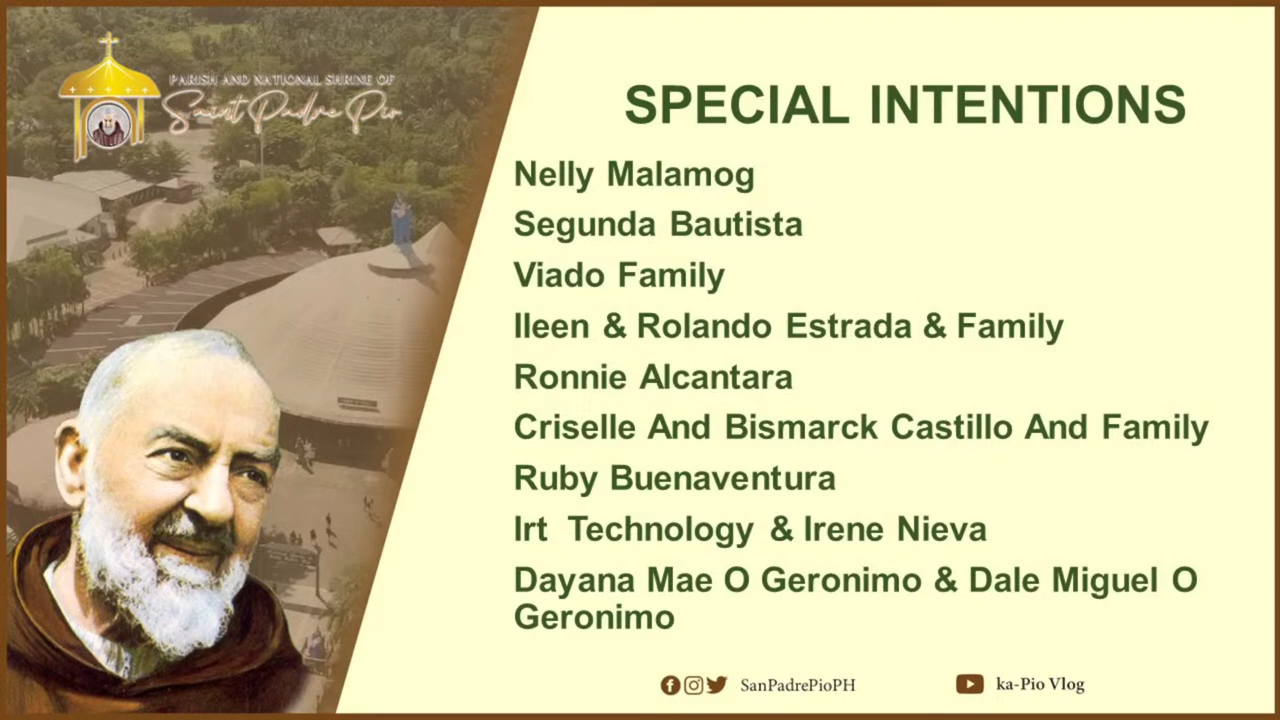 PARISH AND NATIONAL SHRINE OF
Saint Padre Pio
SPECIAL INTENTIONS
Nelly Malamog
Segunda Bautista
Viado Family
Ileen & Rolando Estrada & Family
Ronnie Alcantara
Criselle And Bismarck Castillo And Family
Ruby Buenaventura
Irt Technology & Irene Nieva
Dayana Mae O Geronimo & Dale Miguel O
Geronimo
SanPadrePioPH
ka-Pio Vlog